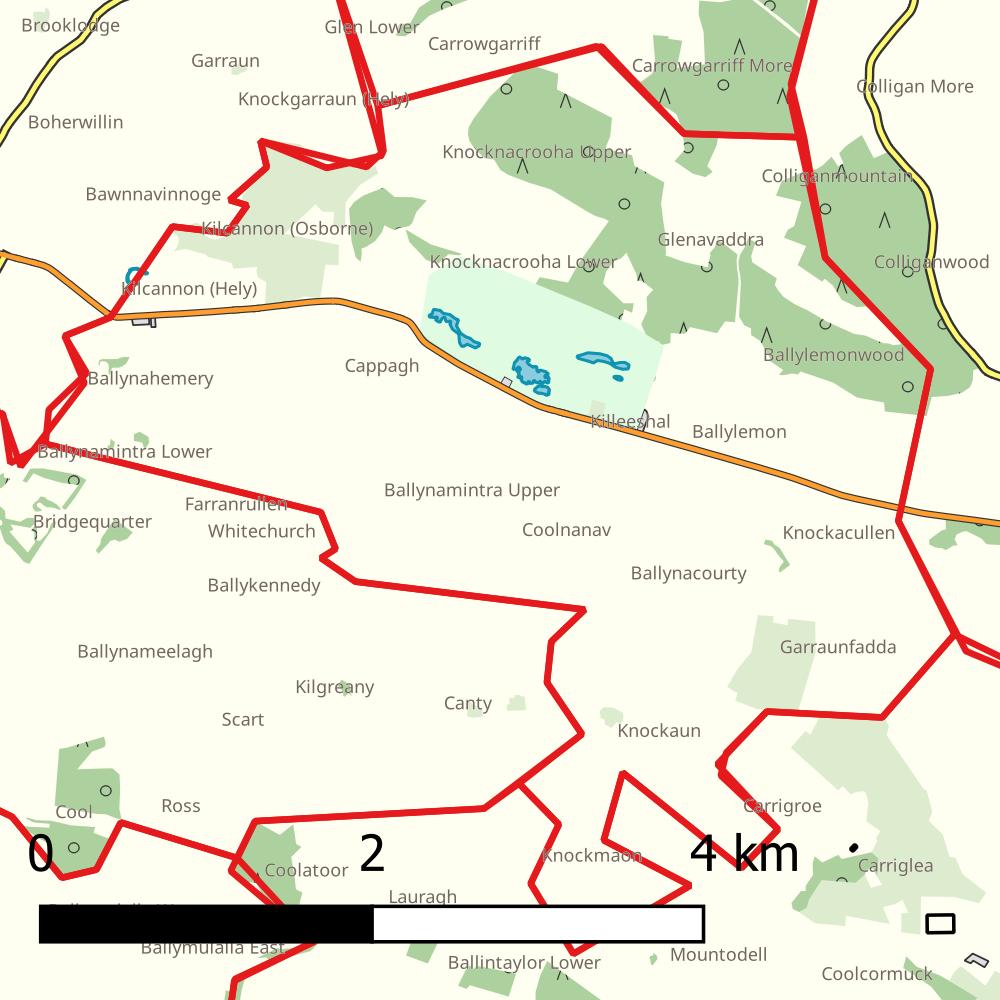 Brooklodge
Glen Lower
Carrowgarriff
Garraun
Carrowgarriff More
Colligan More
Knockgarraun (Hely)
Boherwillin
Knocknacrooha Upper
Colliganmountain
Bawnnavinnoge
Kilcannon (Osborne)
Glenavaddra
Knocknacrooha Lower
Colliganwood
Kilcannon (Hely)
Cappagh
Ballylemonwood
Ballynahemery
Killeeshal
Ballylemon
Ballynamintra Lower
Ballynamintra Upper
Farranrullen
Bridgequarter
Whitechurch
Coolnanav
Knockacullen
Ballynacourty
Ballykennedy
Ballynameelagh
Garraunfadda
Kilgreany
Canty
Scart
Knockaun
Cool
Ross
Carrigroe
0 2 4 km
Knockmaon
Coolatoor
Carriglea
Lauragh
Ballymulalla East
Ballintaylor Lower
Mountodell
Coolcormuck